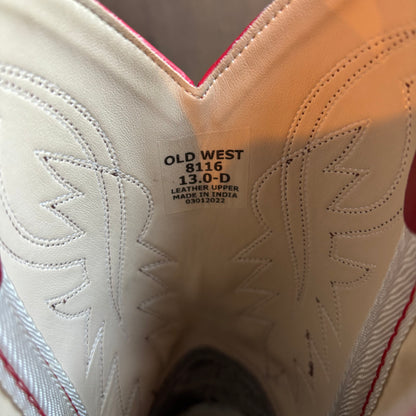 OLD WEST
8116
13.0-D
LEATHER UPPER
MADE IN INDIA
03012022